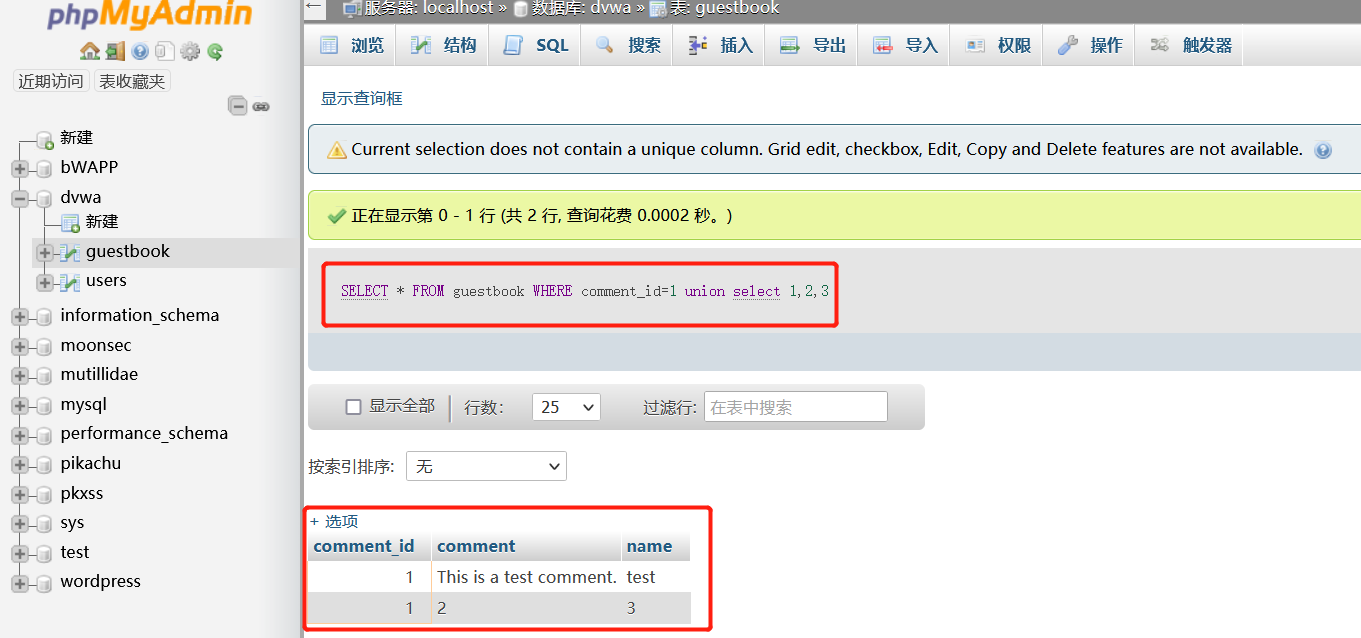 phpMyAdmin
近期访问 表收藏夹
新建
bWAPP
dvwa
新建
guestbook
users
information_schema
moonsec
mutillidae
mysql
performance_schema
pikachu
pkxss
sys
test
wordpress
服务器: localhost » 数据库: dvwa » 表: guestbook
浏览 结构 SQL 搜索 插入 导出 导入 权限 操作 触发器
显示查询框
Current selection does not contain a unique column. Grid edit, checkbox, Edit, Copy and Delete features are not available.
正在显示第 0 - 1 行 (共 2 行, 查询花费 0.0002 秒。)
SELECT * FROM guestbook WHERE comment_id=1 union select 1,2,3
显示全部 行数: 25 过滤行: 在表中搜索
按索引排序: 无
+ 选项
comment_id comment name
1 This is a test comment. test
1 2 3